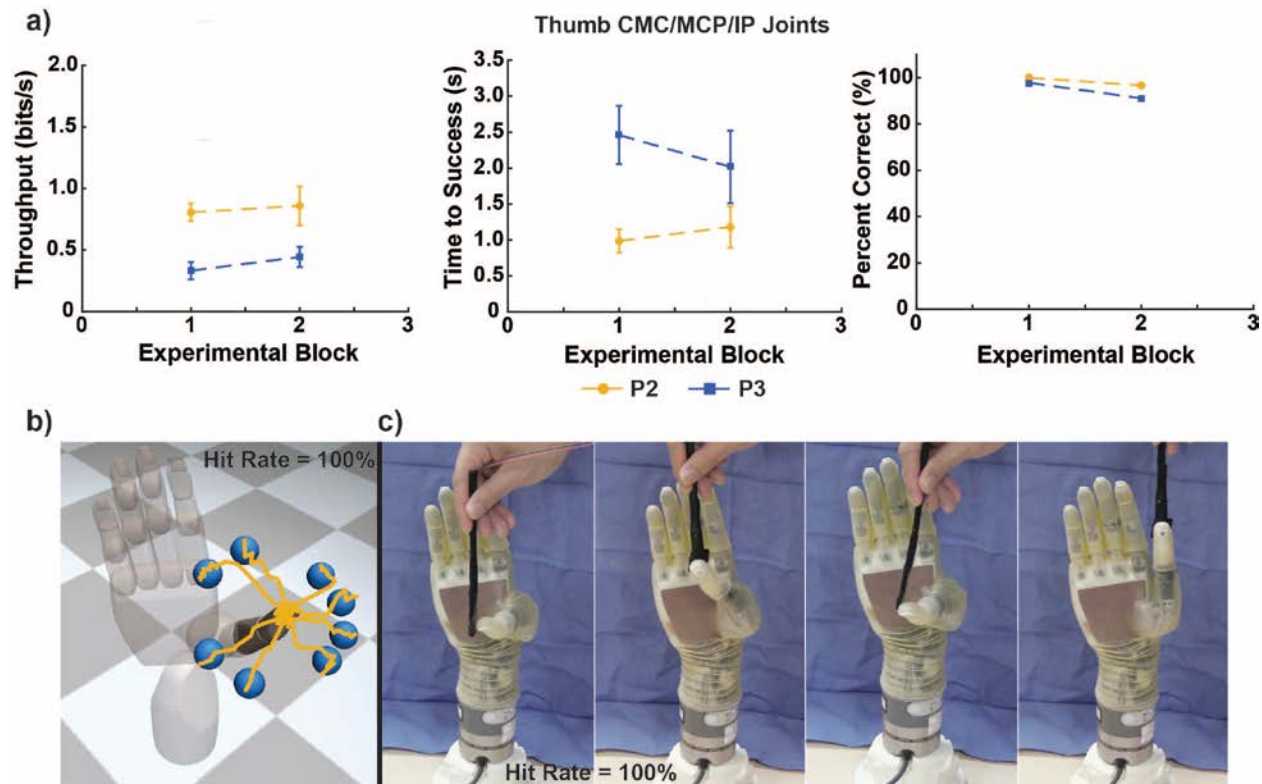 a)
Thumb CMC/MCP/IP Joints
Throughput (bits/s)
2.0
1.5
1.0
0.5
0
0 1 2 3
Experimental Block
Time to Success (s)
3.5
3.0
2.5
2.0
1.5
1.0
0.5
0
0 1 2 3
Experimental Block
Percent Correct (%)
100
80
60
40
20
0
0 1 2 3
Experimental Block
P2 P3
b)
Hit Rate = 100%
c)
Hit Rate = 100%